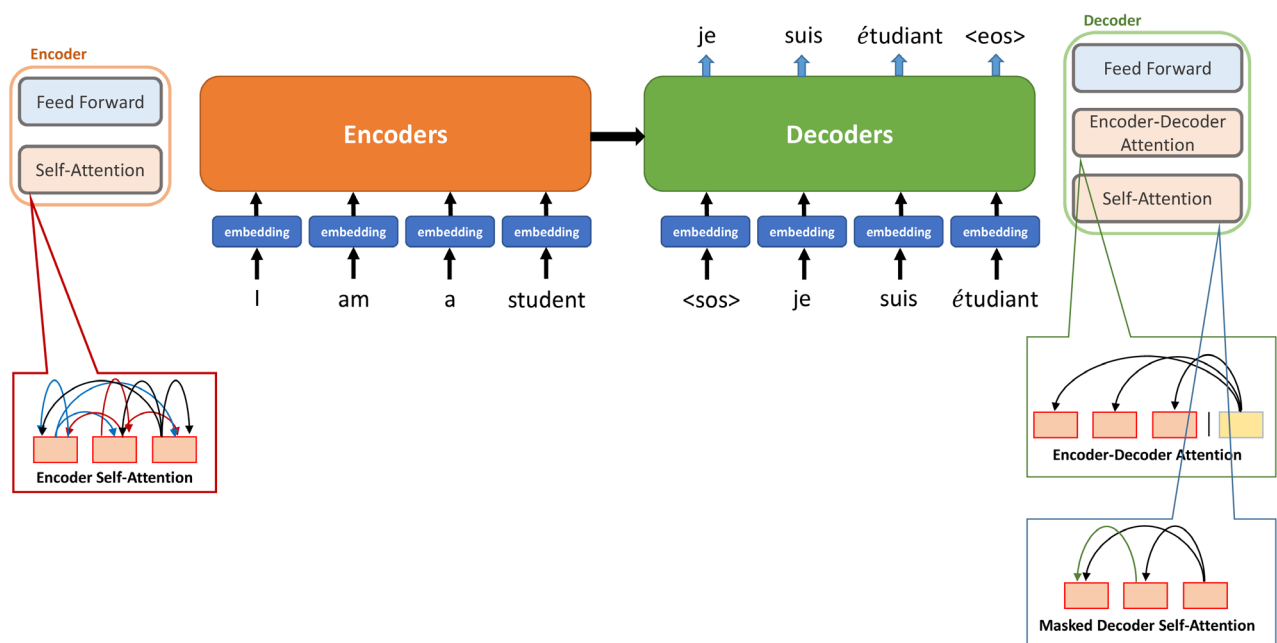 Encoder
Feed Forward
Self-Attention
Encoders
embedding embedding embedding embedding
I am a student
Encoder Self-Attention
je suis étudiant <eos>
Decoders
embedding embedding embedding embedding
<sos> je suis étudiant
Decoder
Feed Forward
Encoder-Decoder
Attention
Self-Attention
Encoder-Decoder Attention
Masked Decoder Self-Attention